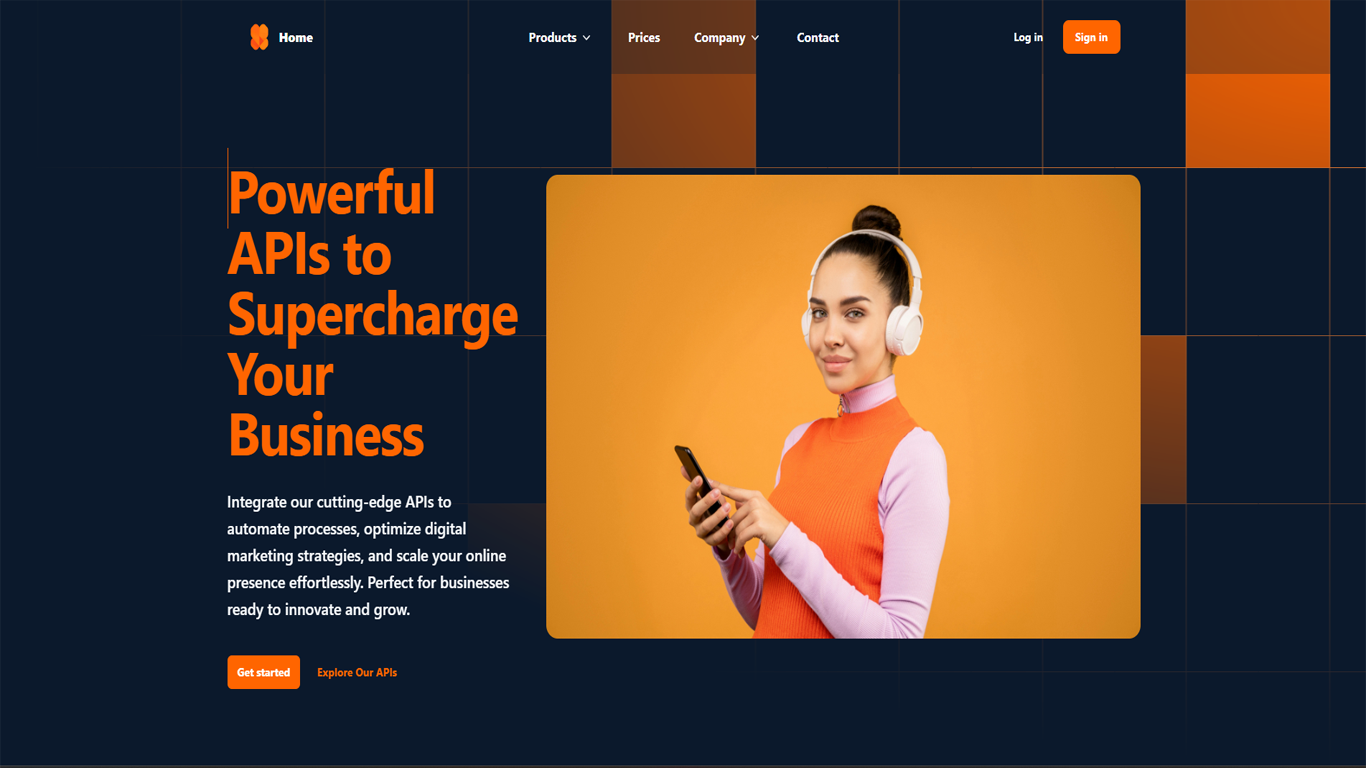 Home
Products
Prices
Company
Contact
Log in
Sign in
Powerful
APIs to
Supercharge
Your
Business
Integrate our cutting-edge APIs to
automate processes, optimize digital
marketing strategies, and scale your online
presence effortlessly. Perfect for businesses
ready to innovate and grow.
Get started
Explore Our APIs